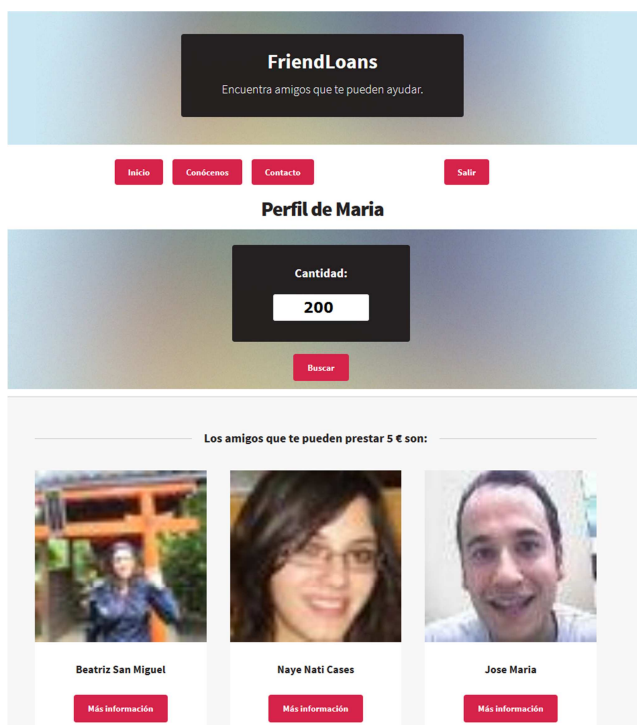 FriendLoans
Encuentra amigos que te pueden ayudar.
Inicio Conócenos Contacto Salir
Perfil de Maria
Cantidad:
200
Buscar
Los amigos que te pueden prestar 5 € son:
Beatriz San Miguel Naye Nati Cases Jose Maria
Más información Más información Más información